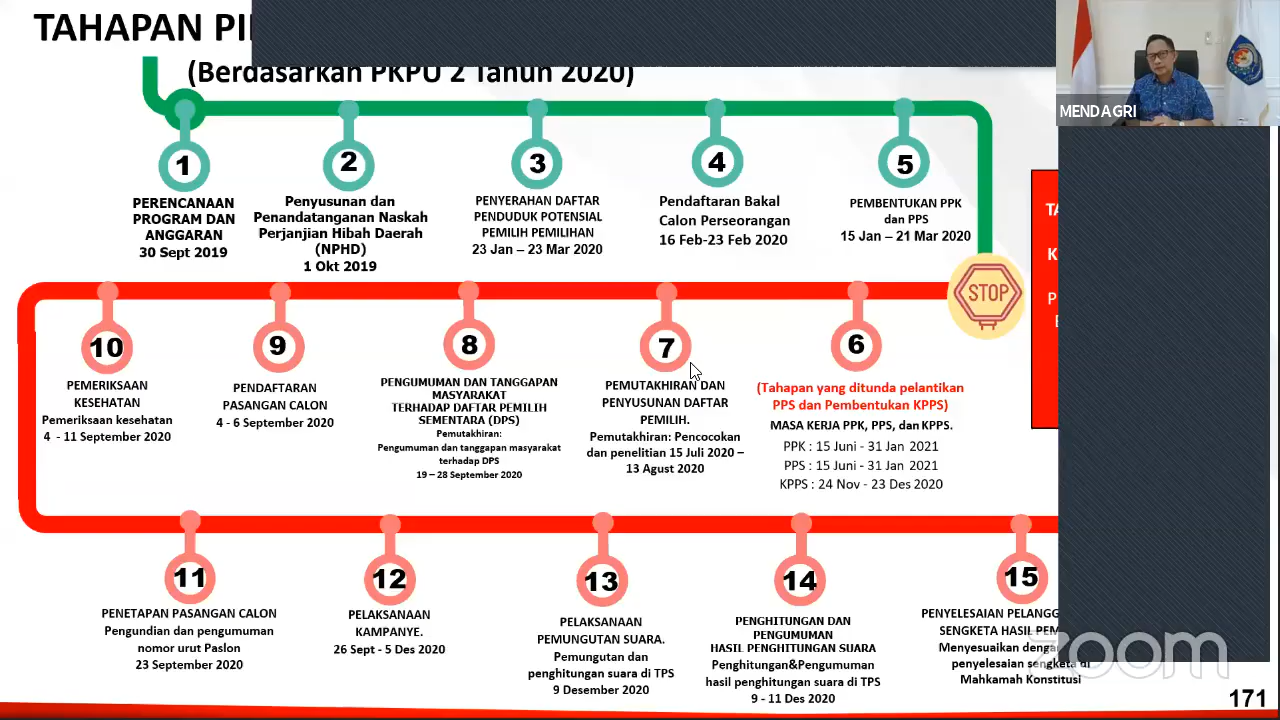 TAHAPAN
(Berdasarkan PKPU 2 Tahun 2020)
MENDAGRI
1
PERENCANAAN
PROGRAM DAN
ANGGARAN
30 Sept 2019
2
Penyusunan dan
Penandatanganan Naskah
Perjanjian Hibah Daerah
(NPHD)
1 Okt 2019
3
PENYERAHAN DAFTAR
PENDUDUK POTENSIAL
PEMILIH PEMILIHAN
23 Jan – 23 Mar 2020
4
Pendaftaran Bakal
Calon Perseorangan
16 Feb-23 Feb 2020
5
PEMBENTUKAN PPK
dan PPS
15 Jan – 21 Mar 2020
STOP
10
PEMERIKSAAN
KESEHATAN
Pemeriksaan kesehatan
4 - 11 September 2020
9
PENDAFTARAN
PASANGAN CALON
4 - 6 September 2020
8
PENGUMUMAN DAN TANGGAPAN
MASYARAKAT
TERHADAP DAFTAR PEMILIH
SEMENTARA (DPS)
Pemutakhiran:
Pengumuman dan tanggapan masyarakat
terhadap DPS
19 – 28 September 2020
7
PEMUTAKHIRAN DAN
PENYUSUNAN DAFTAR
PEMILIH.
Pemutakhiran: Pencocokan
dan penelitian 15 Juli 2020 –
13 Agust 2020
6
(Tahapan yang ditunda pelantikan
PPS dan Pembentukan KPPS)
MASA KERJA PPK, PPS, dan KPPS.
PPK : 15 Juni - 31 Jan 2021
PPS : 15 Juni - 31 Jan 2021
KPPS : 24 Nov - 23 Des 2020
11
PENETAPAN PASANGAN CALON
Pengundian dan pengumuman
nomor urut Paslon
23 September 2020
12
PELAKSANAAN
KAMPANYE.
26 Sept - 5 Des 2020
13
PELAKSANAAN
PEMUNGUTAN SUARA.
Pemungutan dan
penghitungan suara di TPS
9 Desember 2020
14
PENGHITUNGAN DAN
PENGUMUMAN
HASIL PENGHITUNGAN SUARA
Penghitungan&Pengumuman
hasil penghitungan suara di TPS
9 - 11 Des 2020
15
PENYELESAIAN
SENGKETA HASIL
Menyesuaikan
penyelesaian sengketa di
Mahkamah Konstitusi
zoom
171